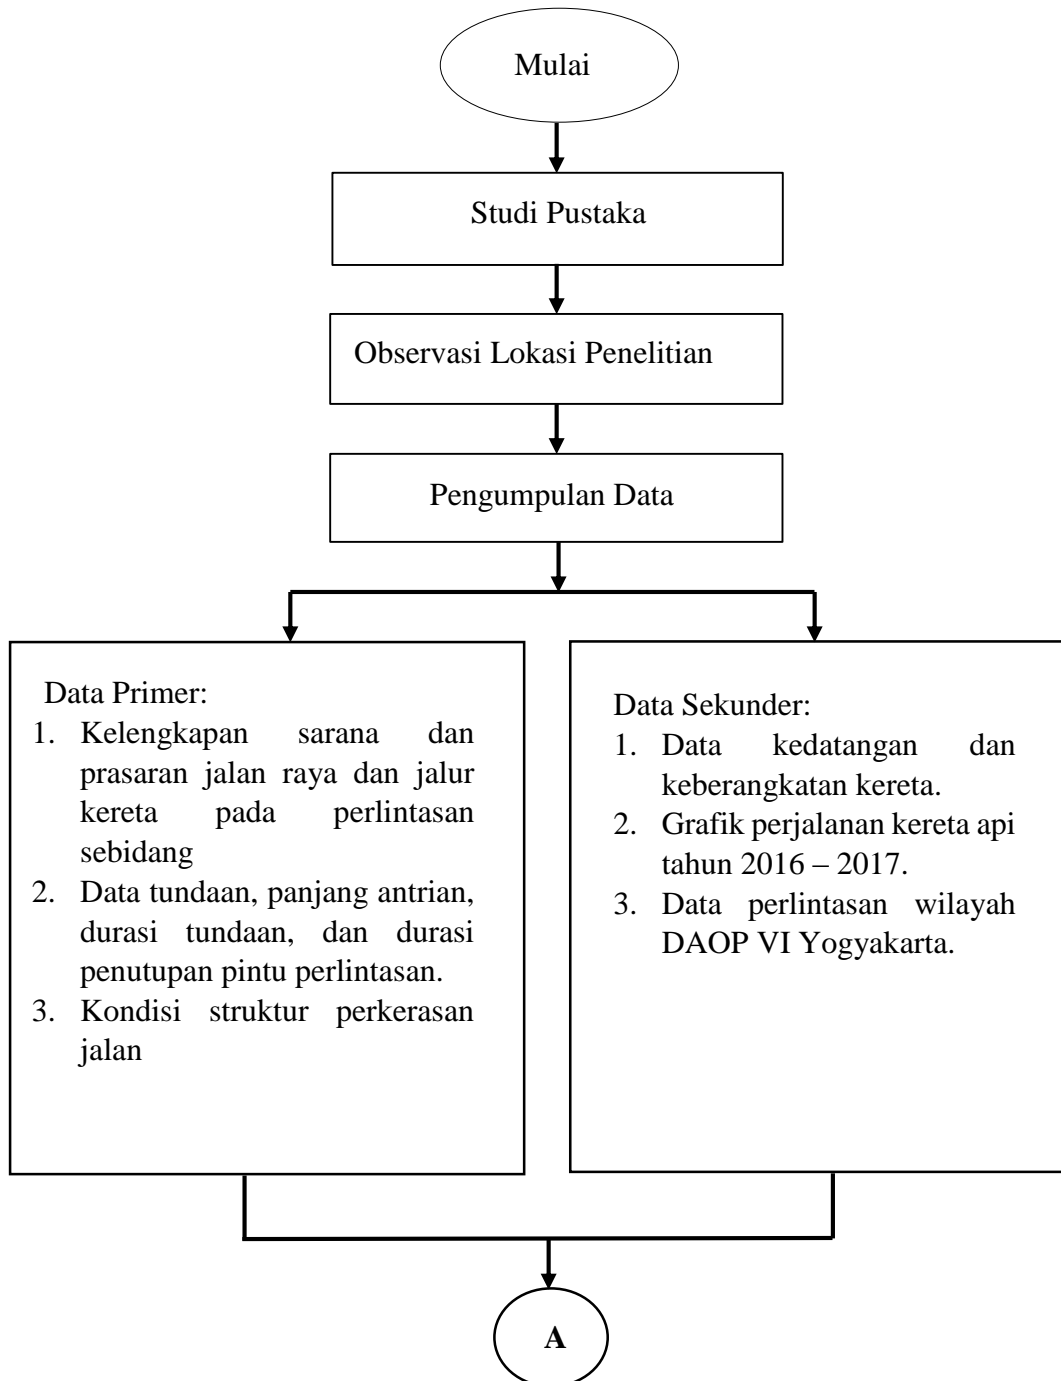 Mulai
Studi Pustaka
Observasi Lokasi Penelitian
Pengumpulan Data
Data Primer:
1. Kelengkapan sarana dan
prasaran jalan raya dan jalur
kereta pada perlintasan
sebidang
2. Data tundaan, panjang antrian,
durasi tundaan, dan durasi
penutupan pintu perlintasan.
3. Kondisi struktur perkerasan
jalan
Data Sekunder:
1. Data kedatangan dan
keberangkatan kereta.
2. Grafik perjalanan kereta api
tahun 2016 – 2017.
3. Data perlintasan wilayah
DAOP VI Yogyakarta.
A